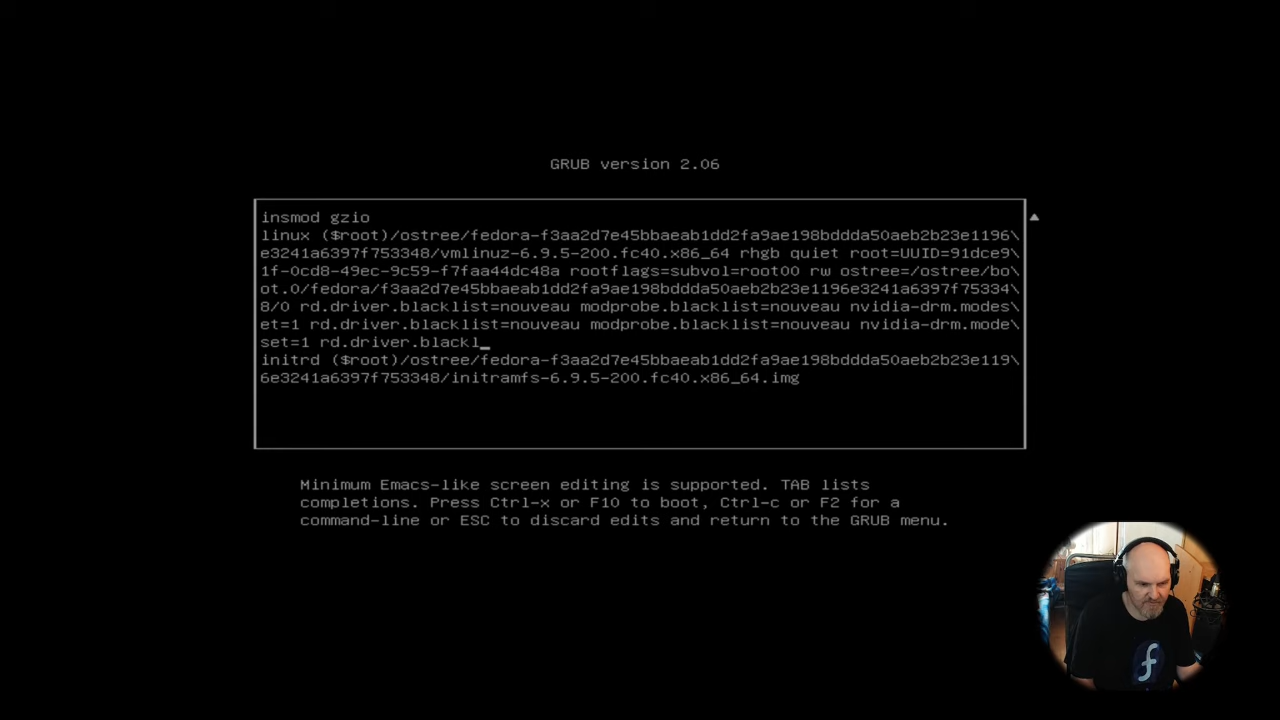 GRUB version 2.06
insmod gzio
linux ($root)/ostree/fedora-f3aa2d7e45bbaeab1dd2fa9ae198bddda50aeb2b23e1196\
e3241a6397f753348/vmlinuz-6.9.5-200.fc40.x86_64 rhgb quiet root=UUID=91dce9\
1f-0cd8-49ec-9c59-f7faa44dc48a rootflags=subvol=root00 rw ostree=/ostree/bo\
ot.0/fedora/f3aa2d7e45bbaeab1dd2fa9ae198bddda50aeb2b23e1196e3241a6397f75334\
8/0 rd.driver.blacklist=nouveau modprobe.blacklist=nouveau nvidia-drm.modes\
et=1 rd.driver.blacklist=nouveau modprobe.blacklist=nouveau nvidia-drm.mode\
set=1 rd.driver.blackl_
initrd ($root)/ostree/fedora-f3aa2d7e45bbaeab1dd2fa9ae198bddda50aeb2b23e119\
6e3241a6397f753348/initramfs-6.9.5-200.fc40.x86_64.img
Minimum Emacs-like screen editing is supported. TAB lists
completions. Press Ctrl-x or F10 to boot, Ctrl-c or F2 for a
command-line or ESC to discard edits and return to the GRUB menu.